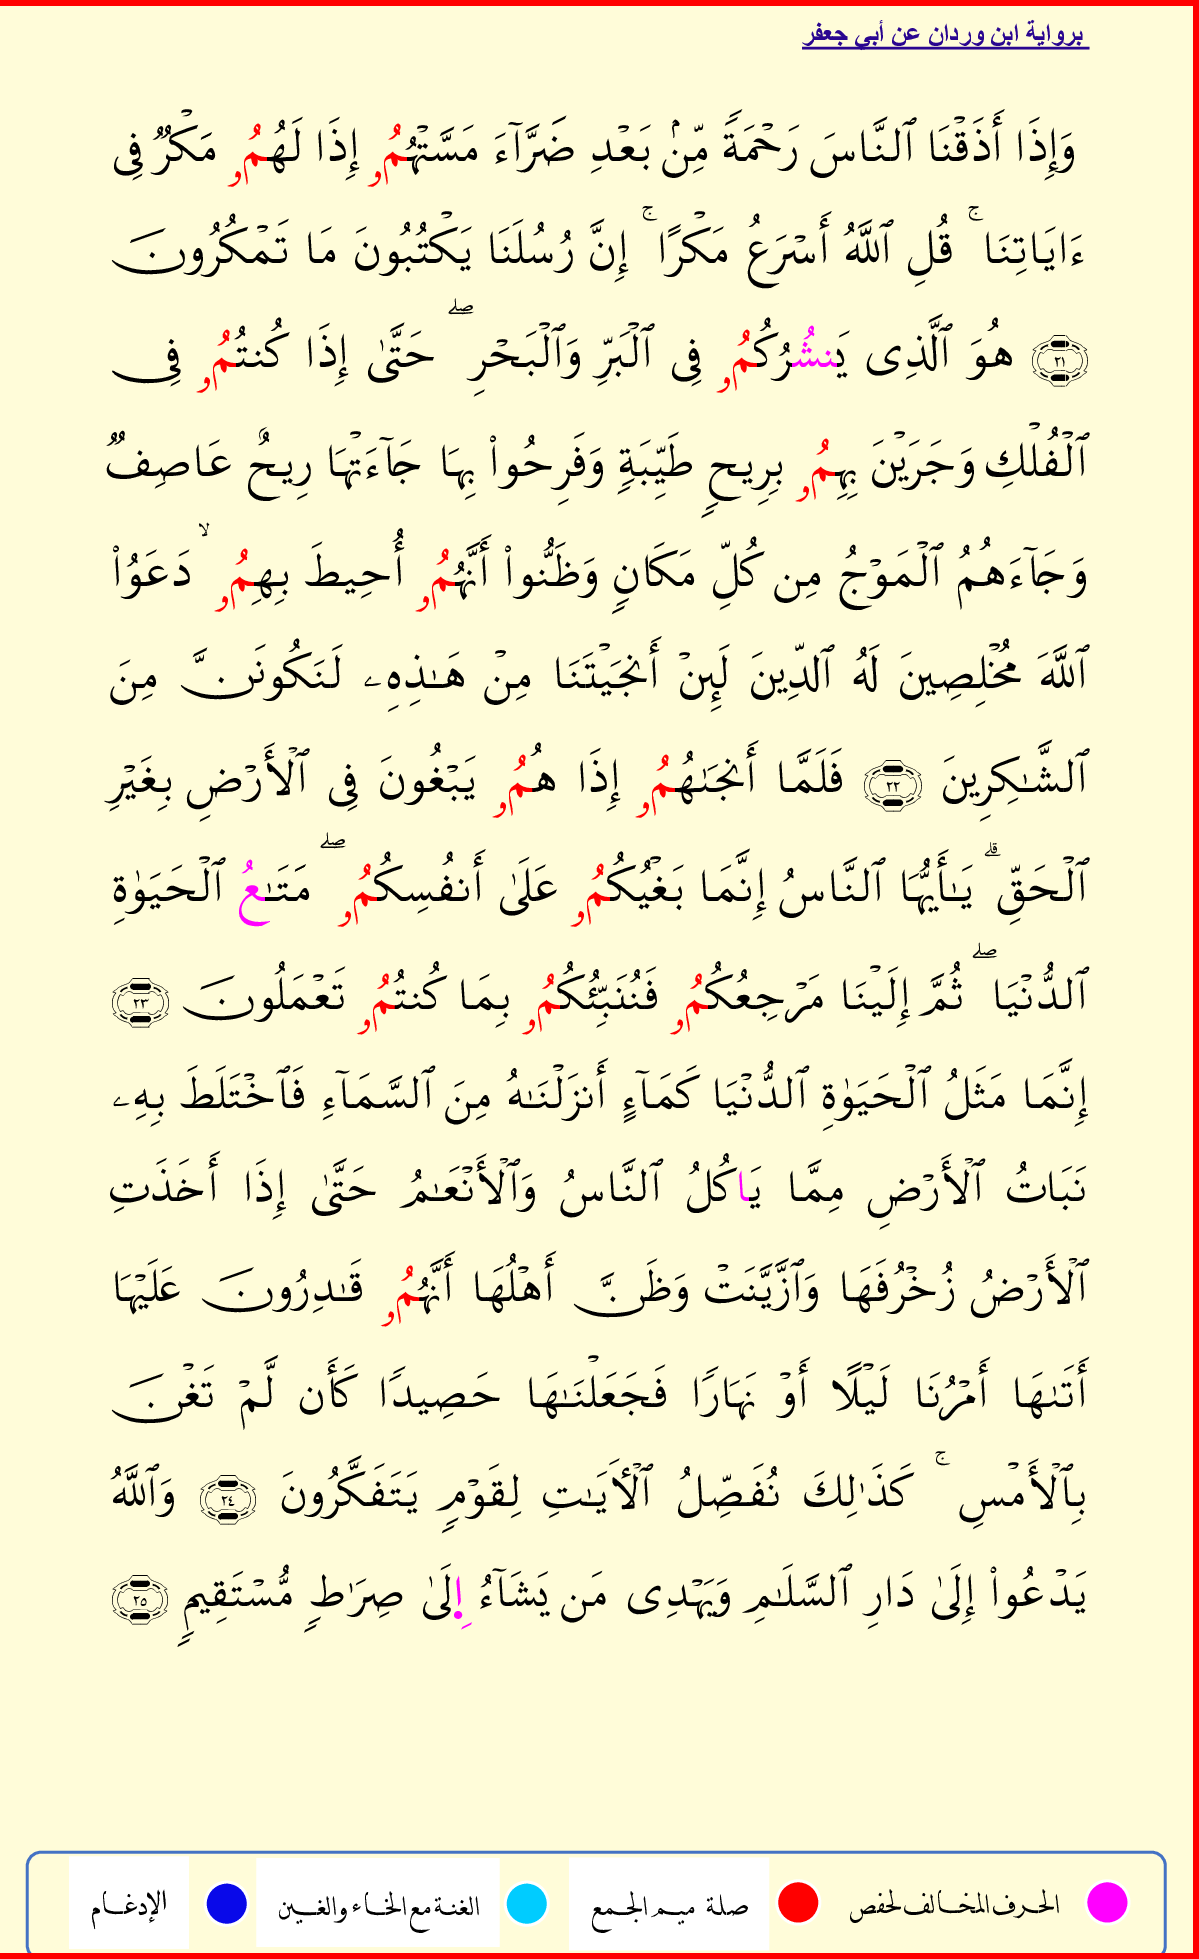 برواية ابن وردان عن أبي جعفر
وَإِذَا أَذَقْنَا ٱلنَّاسَ رَحْمَةً مِّنۢ بَعْدِ ضَرَّآءَ مَسَّتْهُمُۥ إِذَا لَهُمُۥ مَكْرٌ فِى
ءَايَاتِنَا ۚ قُلِ ٱللَّهُ أَسْرَعُ مَكْرًا ۚ إِنَّ رُسُلَنَا يَكْتُبُونَ مَا تَمْكُرُونَ
٢١ هُوَ ٱلَّذِى يَنشُرُكُمُۥ فِى ٱلْبَرِّ وَٱلْبَحْرِ ۖ حَتَّىٰ إِذَا كُنتُمُۥ فِى
ٱلْفُلْكِ وَجَرَيْنَ بِهِمُۥ بِرِيحٍ طَيِّبَةٍ وَفَرِحُوا۟ بِهَا جَآءَتْهَا رِيحٌ عَاصِفٌ
وَجَآءَهُمُ ٱلْمَوْجُ مِن كُلِّ مَكَانٍ وَظَنُّوا۟ أَنَّهُمُۥ أُحِيطَ بِهِمُۥ ۙ دَعَوُا۟
ٱللَّهَ مُخْلِصِينَ لَهُ ٱلدِّينَ لَئِنْ أَنجَيْتَنَا مِنْ هَـٰذِهِۦ لَنَكُونَنَّ مِنَ
ٱلشَّـٰكِرِينَ ٢٢ فَلَمَّا أَنجَىٰهُمُۥ إِذَا هُمُۥ يَبْغُونَ فِى ٱلْأَرْضِ بِغَيْرِ
ٱلْحَقِّ ۗ يَـٰأَيُّهَا ٱلنَّاسُ إِنَّمَا بَغْيُكُمُۥ عَلَىٰ أَنفُسِكُمُۥ ۖ مَتَـٰعُ ٱلْحَيَوٰةِ
ٱلدُّنْيَا ۖ ثُمَّ إِلَيْنَا مَرْجِعُكُمُۥ فَنُنَبِّئُكُمُۥ بِمَا كُنتُمُۥ تَعْمَلُونَ ٢٣
إِنَّمَا مَثَلُ ٱلْحَيَوٰةِ ٱلدُّنْيَا كَمَآءٍ أَنزَلْنَـٰهُ مِنَ ٱلسَّمَآءِ فَٱخْتَلَطَ بِهِۦ
نَبَاتُ ٱلْأَرْضِ مِمَّا يَاكُلُ ٱلنَّاسُ وَٱلْأَنْعَـٰمُ حَتَّىٰ إِذَا أَخَذَتِ
ٱلْأَرْضُ زُخْرُفَهَا وَٱزَّيَّنَتْ وَظَنَّ أَهْلُهَا أَنَّهُمُۥ قَـٰدِرُونَ عَلَيْهَا
أَتَىٰهَا أَمْرُنَا لَيْلًا أَوْ نَهَارًا فَجَعَلْنَـٰهَا حَصِيدًا كَأَن لَّمْ تَغْنَ
بِٱلْأَمْسِ ۚ كَذَٰلِكَ نُفَصِّلُ ٱلْأَيَـٰتِ لِقَوْمٍ يَتَفَكَّرُونَ ٢٤ وَٱللَّهُ
يَدْعُوا۟ إِلَىٰ دَارِ ٱلسَّلَـٰمِ وَيَهْدِى مَن يَشَآءُ اِ۪لَىٰ صِرَٰطٍ مُّسْتَقِيمٍ ٢٥
الحرف المخالف لحفص صلة ميم الجمع الغنة مع الخاء والغين الإدغام